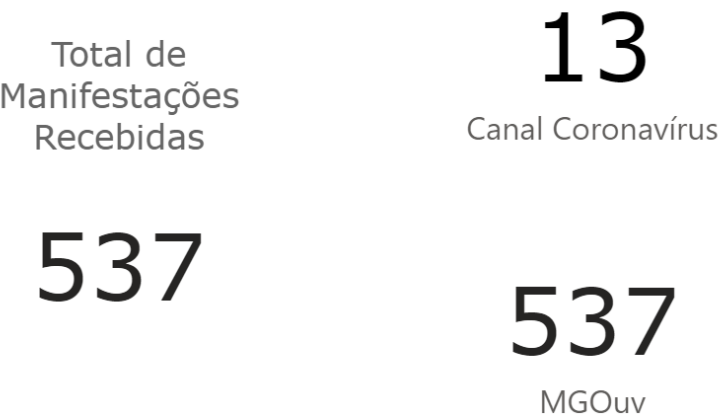 Total de
Manifestações
Recebidas
537
13
Canal Coronavírus
537
MGOuv